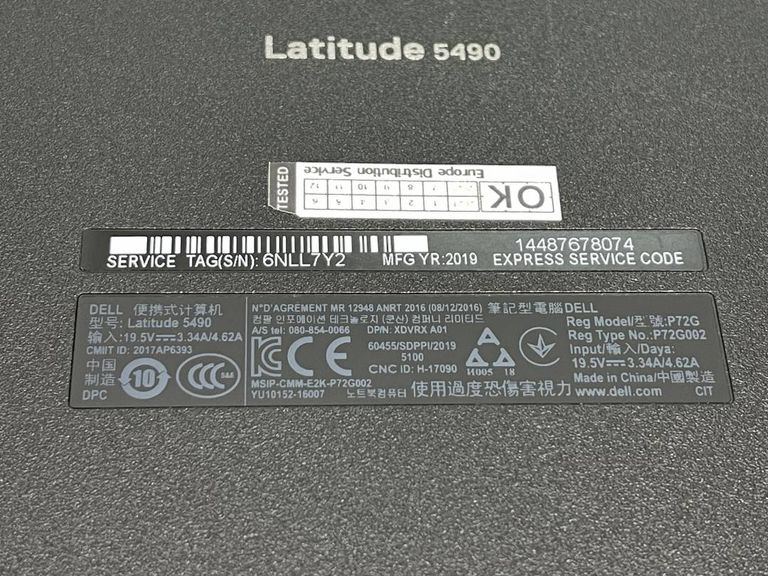 Latitude 5490
TESTED
Europe Distribution Service
OK
SERVICE TAG(S/N): 6NLL7Y2
MFG YR:2019
14487678074
EXPRESS SERVICE CODE
DELL 便携式计算机
型号: Latitude 5490
输入: 19.5V⎓3.34A/4.62A
CMIIT ID: 2017AP6393
中国
制造
DPC
10
CCC S&E
N°D'AGREMENT MR 12948 ANRT 2016 (08/12/2016)
컴팔 인포메이션 테크놀로지 (쿤산) 컴퍼니 리미티드
A/S tel: 080-854-0066
DPN: XDVRX A01
60455/SDPPI/2019
5100
CNC ID: H-17090
CE
MSIP-CMM-E2K-P72G002
YU10152-16007
노트북컴퓨터
使用過度恐傷害視力
И005 18
筆記型電腦DELL
Reg Model/型號:P72G
Reg Type No.:P72G002
Input/輸入/Daya:
19.5V⎓3.34A/4.62A
Made in China/中國製造
www.dell.com
CIT